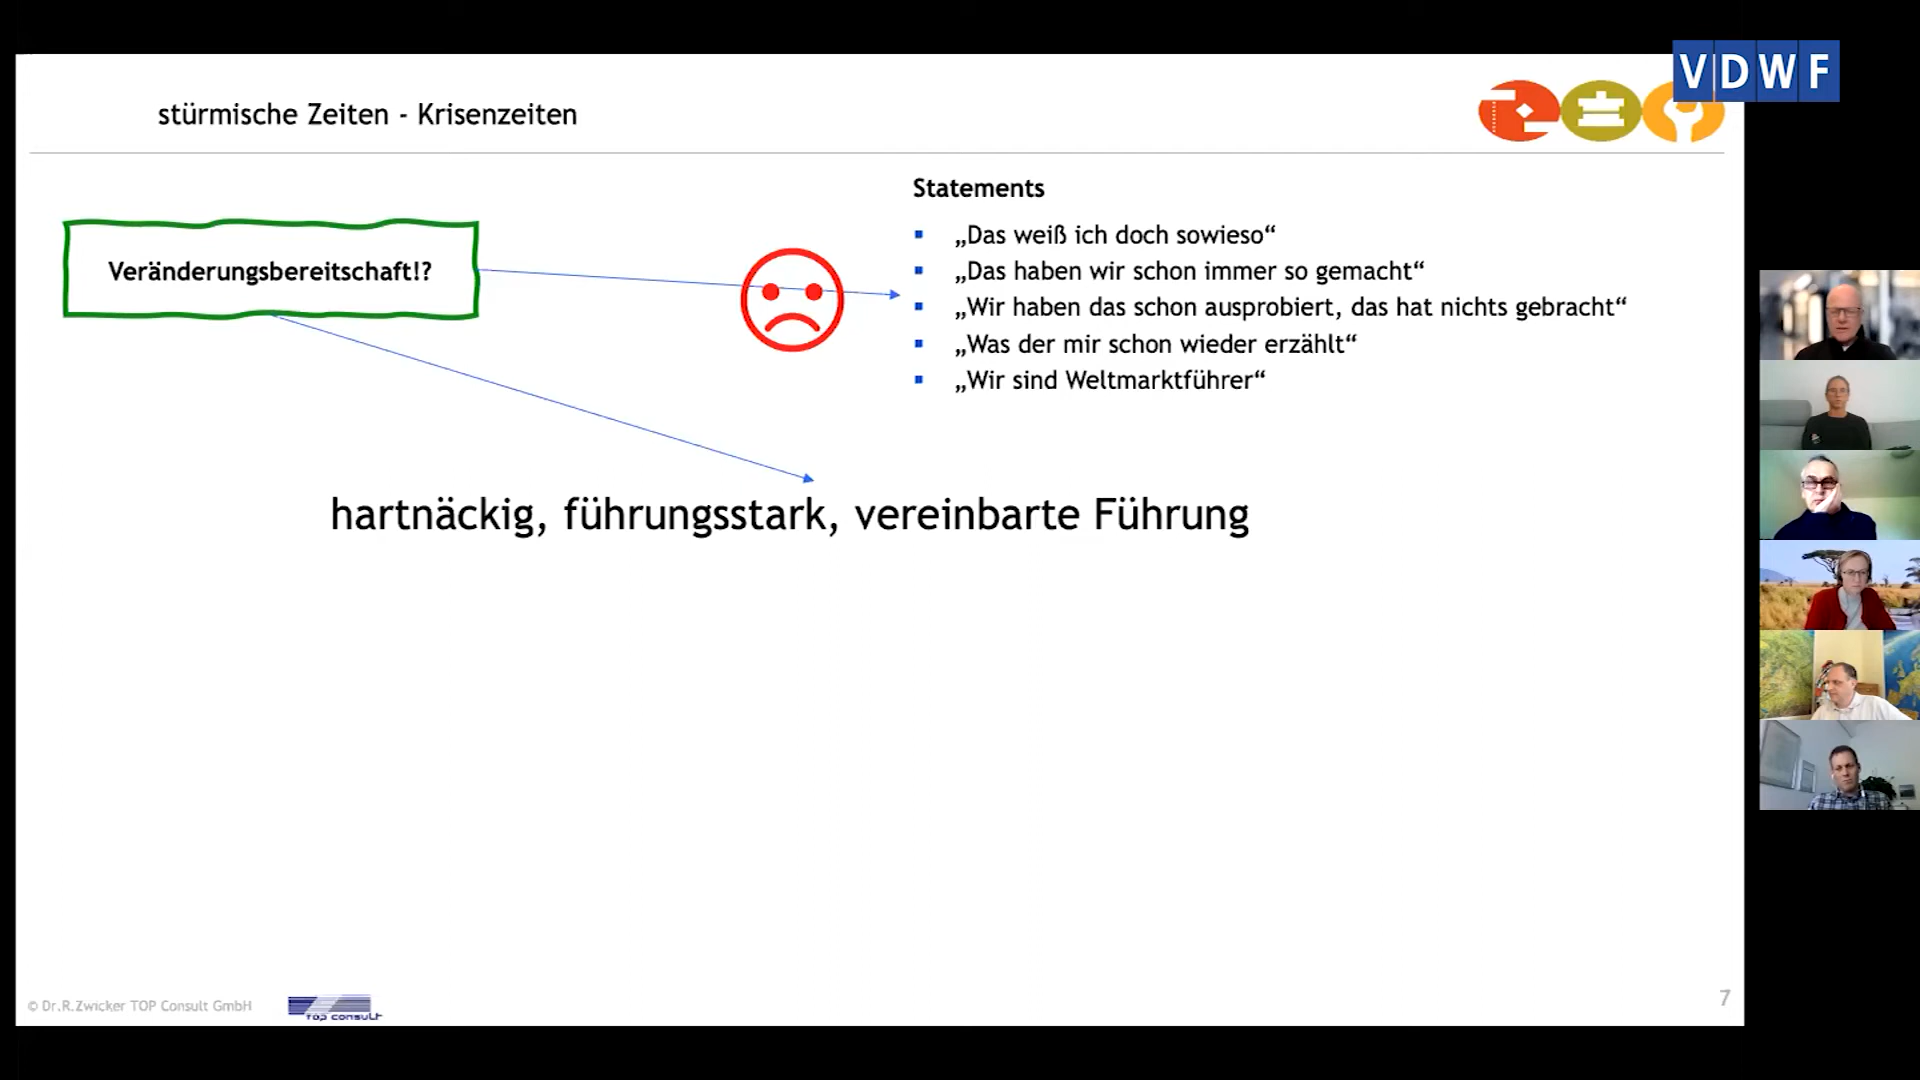 VDWF
stürmische Zeiten - Krisenzeiten
Statements
Veränderungsbereitschaft!?
„Das weiß ich doch sowieso“
„Das haben wir schon immer so gemacht“
„Wir haben das schon ausprobiert, das hat nichts gebracht“
„Was der mir schon wieder erzählt“
„Wir sind Weltmarktführer“
hartnäckig, führungsstark, vereinbarte Führung
© Dr.R.Zwicker TOP Consult GmbH
TOP CONSULT
7